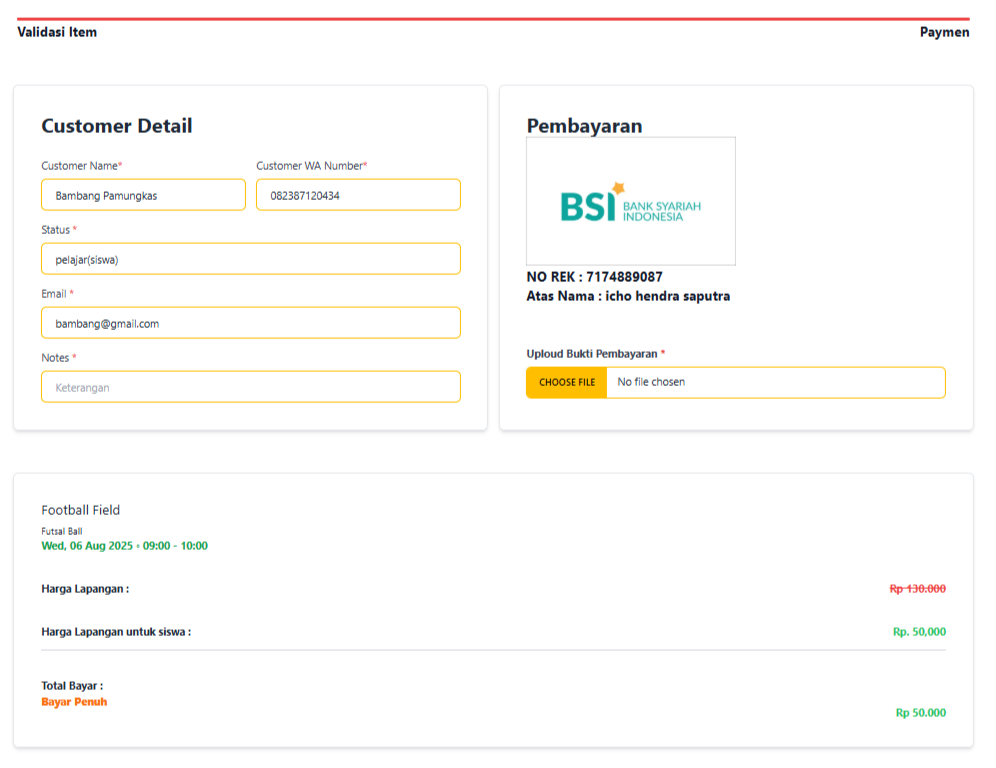 Validasi Item
Paymen
Customer Detail
Customer Name*
Customer WA Number*
Bambang Pamungkas
082387120434
Status *
pelajar(siswa)
Email *
bambang@gmail.com
Notes *
Keterangan
Pembayaran
BSI BANK SYARIAH
INDONESIA
NO REK : 7174889087
Atas Nama : icho hendra saputra
Uploud Bukti Pembayaran *
CHOOSE FILE No file chosen
Football Field
Futsal Ball
Wed, 06 Aug 2025 • 09:00 - 10:00
Harga Lapangan :
Rp 130.000
Harga Lapangan untuk siswa :
Rp. 50,000
Total Bayar :
Bayar Penuh
Rp 50.000